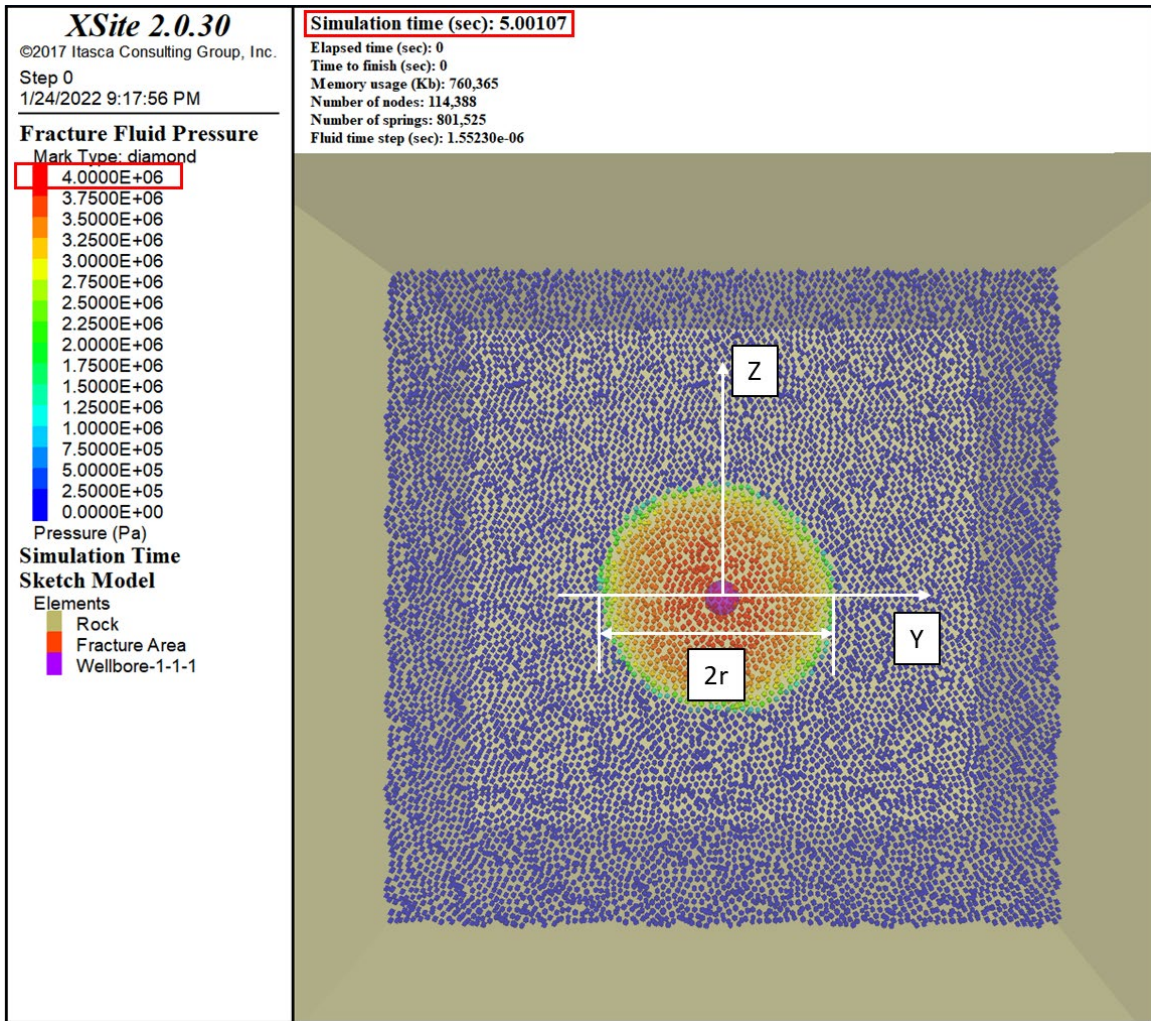 XSite 2.0.30
©2017 Itasca Consulting Group, Inc.
Step 0
1/24/2022 9:17:56 PM
Fracture Fluid Pressure
Mark Type: diamond
4.0000E+06
3.7500E+06
3.5000E+06
3.2500E+06
3.0000E+06
2.7500E+06
2.5000E+06
2.2500E+06
2.0000E+06
1.7500E+06
1.5000E+06
1.2500E+06
1.0000E+06
7.5000E+05
5.0000E+05
2.5000E+05
0.0000E+00
Pressure (Pa)
Simulation Time
Sketch Model
Elements
Rock
Fracture Area
Wellbore-1-1-1
Simulation time (sec): 5.00107
Elapsed time (sec): 0
Time to finish (sec): 0
Memory usage (Kb): 760,365
Number of nodes: 114,388
Number of springs: 801,525
Fluid time step (sec): 1.55230e-06
Z
Y
2r